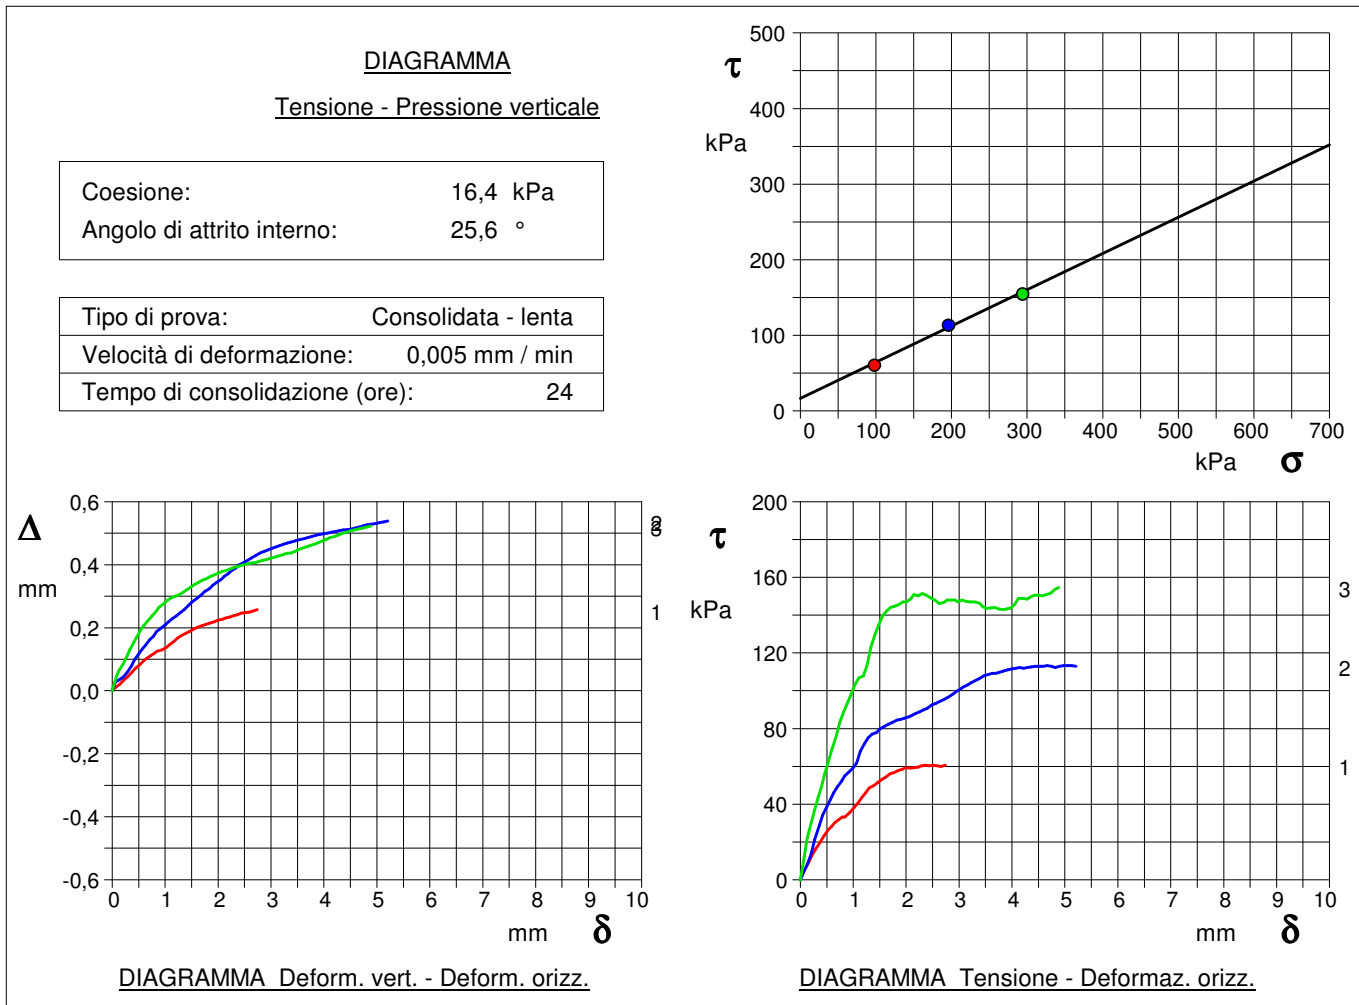 DIAGRAMMA
Tensione - Pressione verticale
Coesione: 16,4 kPa
Angolo di attrito interno: 25,6 °
Tipo di prova: Consolidata - lenta
Velocità di deformazione: 0,005 mm / min
Tempo di consolidazione (ore): 24
500
τ
400
kPa
300
200
100
0
0 100 200 300 400 500 600 700
kPa σ
0,6
Δ
mm
0,4
0,2
0,0
-0,2
-0,4
-0,6
2
3
1
0 1 2 3 4 5 6 7 8 9 10
mm δ
DIAGRAMMA Deform. vert. - Deform. orizz.
200
τ
160
kPa
120
80
40
0
3
2
1
0 1 2 3 4 5 6 7 8 9 10
mm δ
DIAGRAMMA Tensione - Deformaz. orizz.